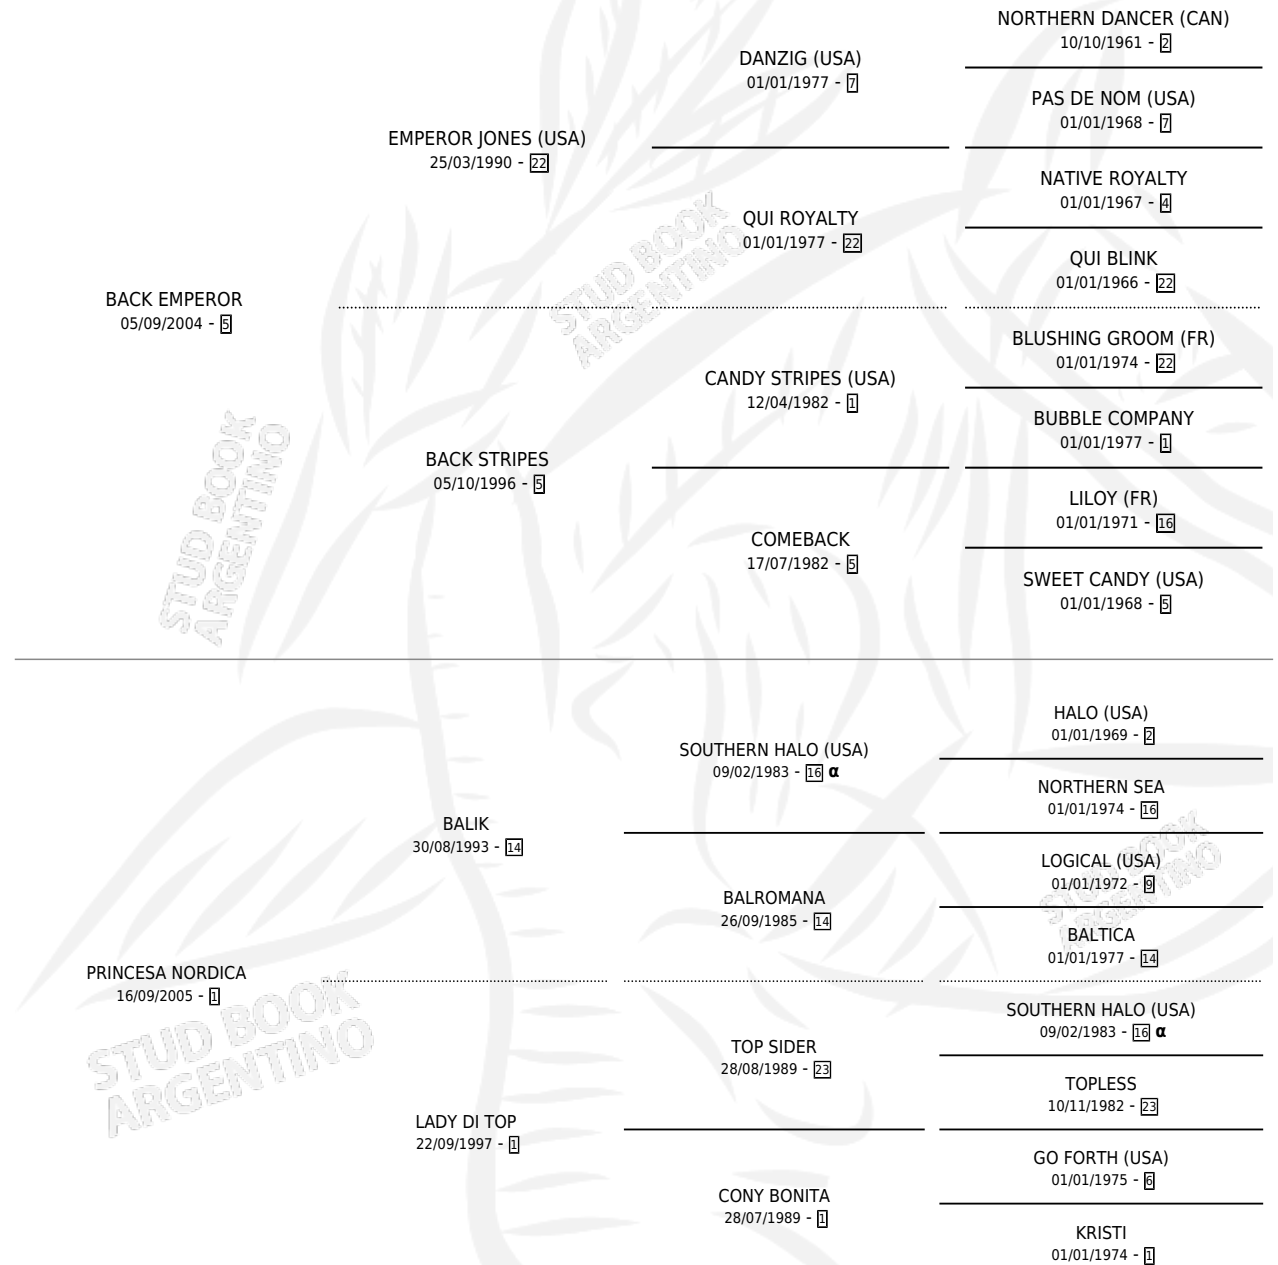 NORTHERN DANCER (CAN)
10/10/1961 - 2
DANZIG (USA)
01/01/1977 - 7
PAS DE NOM (USA)
01/01/1968 - 7
EMPEROR JONES (USA)
25/03/1990 - 22
NATIVE ROYALTY
01/01/1967 - 4
QUI ROYALTY
01/01/1977 - 22
QUI BLINK
01/01/1966 - 22
BACK EMPEROR
05/09/2004 - 5
BLUSHING GROOM (FR)
01/01/1974 - 22
CANDY STRIPES (USA)
12/04/1982 - 1
BUBBLE COMPANY
01/01/1977 - 1
BACK STRIPES
05/10/1996 - 5
LILOY (FR)
01/01/1971 - 16
COMEBACK
17/07/1982 - 5
SWEET CANDY (USA)
01/01/1968 - 5
HALO (USA)
01/01/1969 - 2
SOUTHERN HALO (USA)
09/02/1983 - 16 α
NORTHERN SEA
01/01/1974 - 16
BALIK
30/08/1993 - 14
LOGICAL (USA)
01/01/1972 - 9
BALROMANA
26/09/1985 - 14
BALTICA
01/01/1977 - 14
PRINCESA NORDICA
16/09/2005 - 1
SOUTHERN HALO (USA)
09/02/1983 - 16 α
TOP SIDER
28/08/1989 - 23
TOPLESS
10/11/1982 - 23
LADY DI TOP
22/09/1997 - 1
GO FORTH (USA)
01/01/1975 - 6
CONY BONITA
28/07/1989 - 1
KRISTI
01/01/1974 - 1
STUD BOOK
ARGENTINO
STUD BOOK
ARGENTINO
STUD BOOK
ARGENTINO
STUD BOOK
ARGENTINO